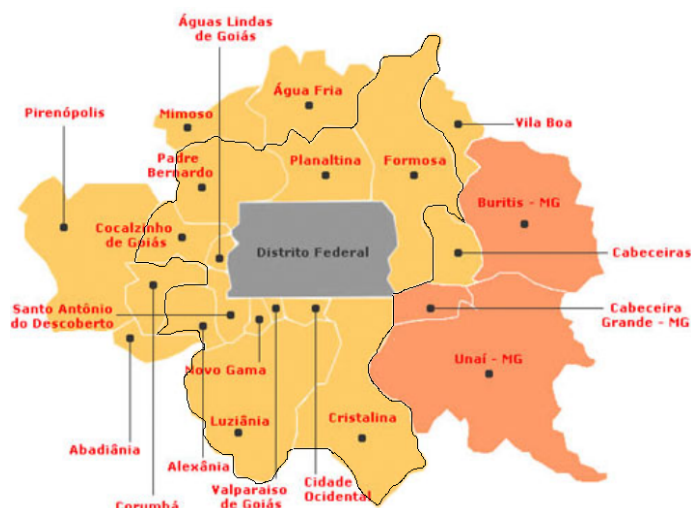 Águas Lindas
de Goiás
Pirenópolis
Mimoso
Água Fria
Vila Boa
Padre
Bernardo
Planaltina
Formosa
Buritis - MG
Cocalzinho
de Goiás
Distrito Federal
Cabeceiras
Santo Antônio
do Descoberto
Cabeceira
Grande - MG
Novo Gama
Unaí - MG
Luziânia
Cristalina
Abadiânia
Alexânia
Valparaiso
de Goiás
Cidade
Ocidental
Corumbá